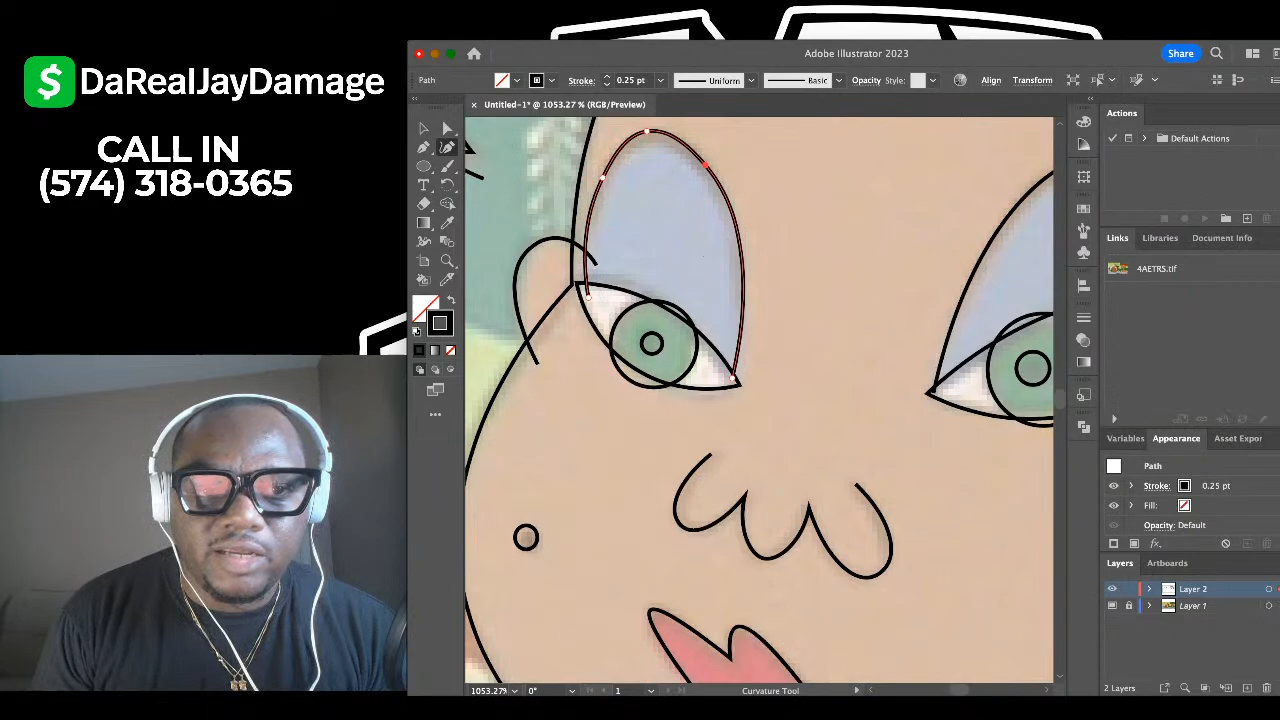 $ DaRealJayDamage
CALL IN
(574) 318-0365
Adobe Illustrator 2023
Share
Path
Stroke:
0.25 pt
Uniform
Basic
Opacity
Style:
Align
Transform
× Untitled-1* @ 1053.27 % (RGB/Preview)
Actions
Default Actions
Links
Libraries
Document Info
4AETRS.tif
Variables
Appearance
Asset Expor
Path
Stroke:
0.25 pt
Fill:
Opacity: Default
fx
Layers
Artboards
Layer 2
Layer 1
2 Layers
1053.27%
0°
1
Curvature Tool